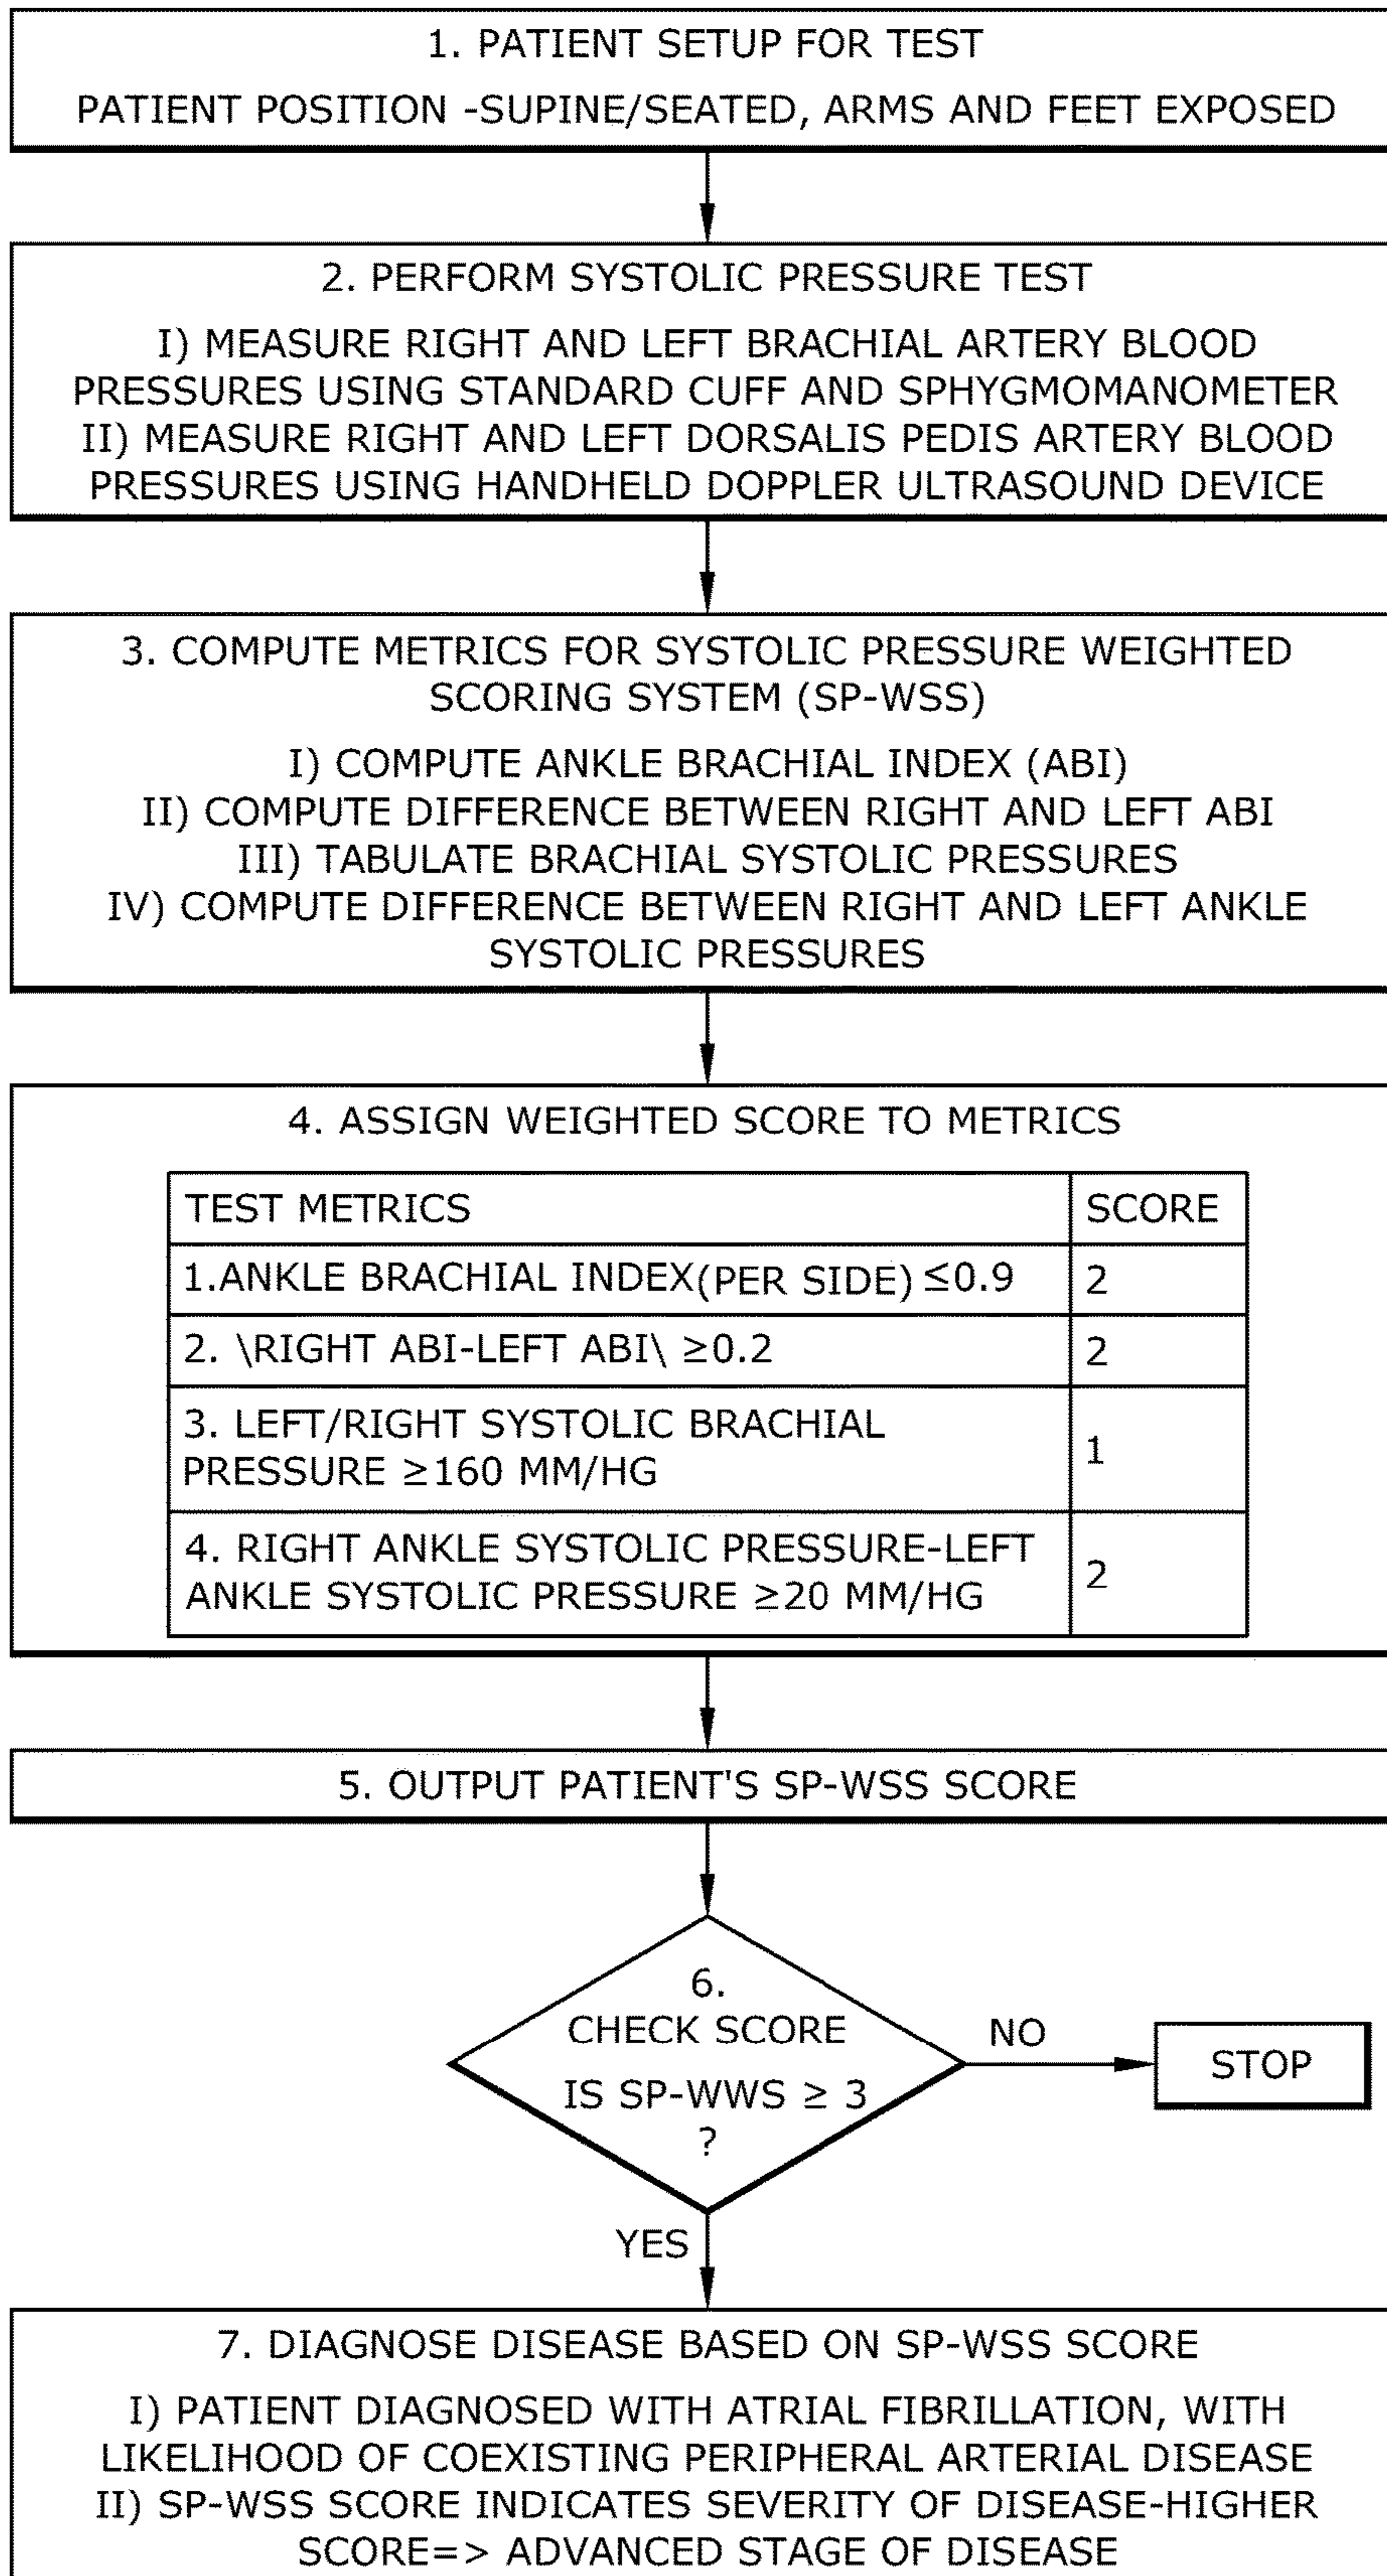 1. PATIENT SETUP FOR TEST
PATIENT POSITION -SUPINE/SEATED, ARMS AND FEET EXPOSED
2. PERFORM SYSTOLIC PRESSURE TEST
I) MEASURE RIGHT AND LEFT BRACHIAL ARTERY BLOOD
PRESSURES USING STANDARD CUFF AND SPHYGMOMANOMETER
II) MEASURE RIGHT AND LEFT DORSALIS PEDIS ARTERY BLOOD
PRESSURES USING HANDHELD DOPPLER ULTRASOUND DEVICE
3. COMPUTE METRICS FOR SYSTOLIC PRESSURE WEIGHTED
SCORING SYSTEM (SP-WSS)
I) COMPUTE ANKLE BRACHIAL INDEX (ABI)
II) COMPUTE DIFFERENCE BETWEEN RIGHT AND LEFT ABI
III) TABULATE BRACHIAL SYSTOLIC PRESSURES
IV) COMPUTE DIFFERENCE BETWEEN RIGHT AND LEFT ANKLE
SYSTOLIC PRESSURES
4. ASSIGN WEIGHTED SCORE TO METRICS
TEST METRICS SCORE
1.ANKLE BRACHIAL INDEX(PER SIDE) ≤0.9 2
2. \RIGHT ABI-LEFT ABI\ ≥0.2 2
3. LEFT/RIGHT SYSTOLIC BRACHIAL
PRESSURE ≥160 MM/HG 1
4. RIGHT ANKLE SYSTOLIC PRESSURE-LEFT
ANKLE SYSTOLIC PRESSURE ≥20 MM/HG 2
5. OUTPUT PATIENT'S SP-WSS SCORE
6.
CHECK SCORE
IS SP-WWS ≥ 3
?
NO
STOP
YES
7. DIAGNOSE DISEASE BASED ON SP-WSS SCORE
I) PATIENT DIAGNOSED WITH ATRIAL FIBRILLATION, WITH
LIKELIHOOD OF COEXISTING PERIPHERAL ARTERIAL DISEASE
II) SP-WSS SCORE INDICATES SEVERITY OF DISEASE-HIGHER
SCORE=> ADVANCED STAGE OF DISEASE